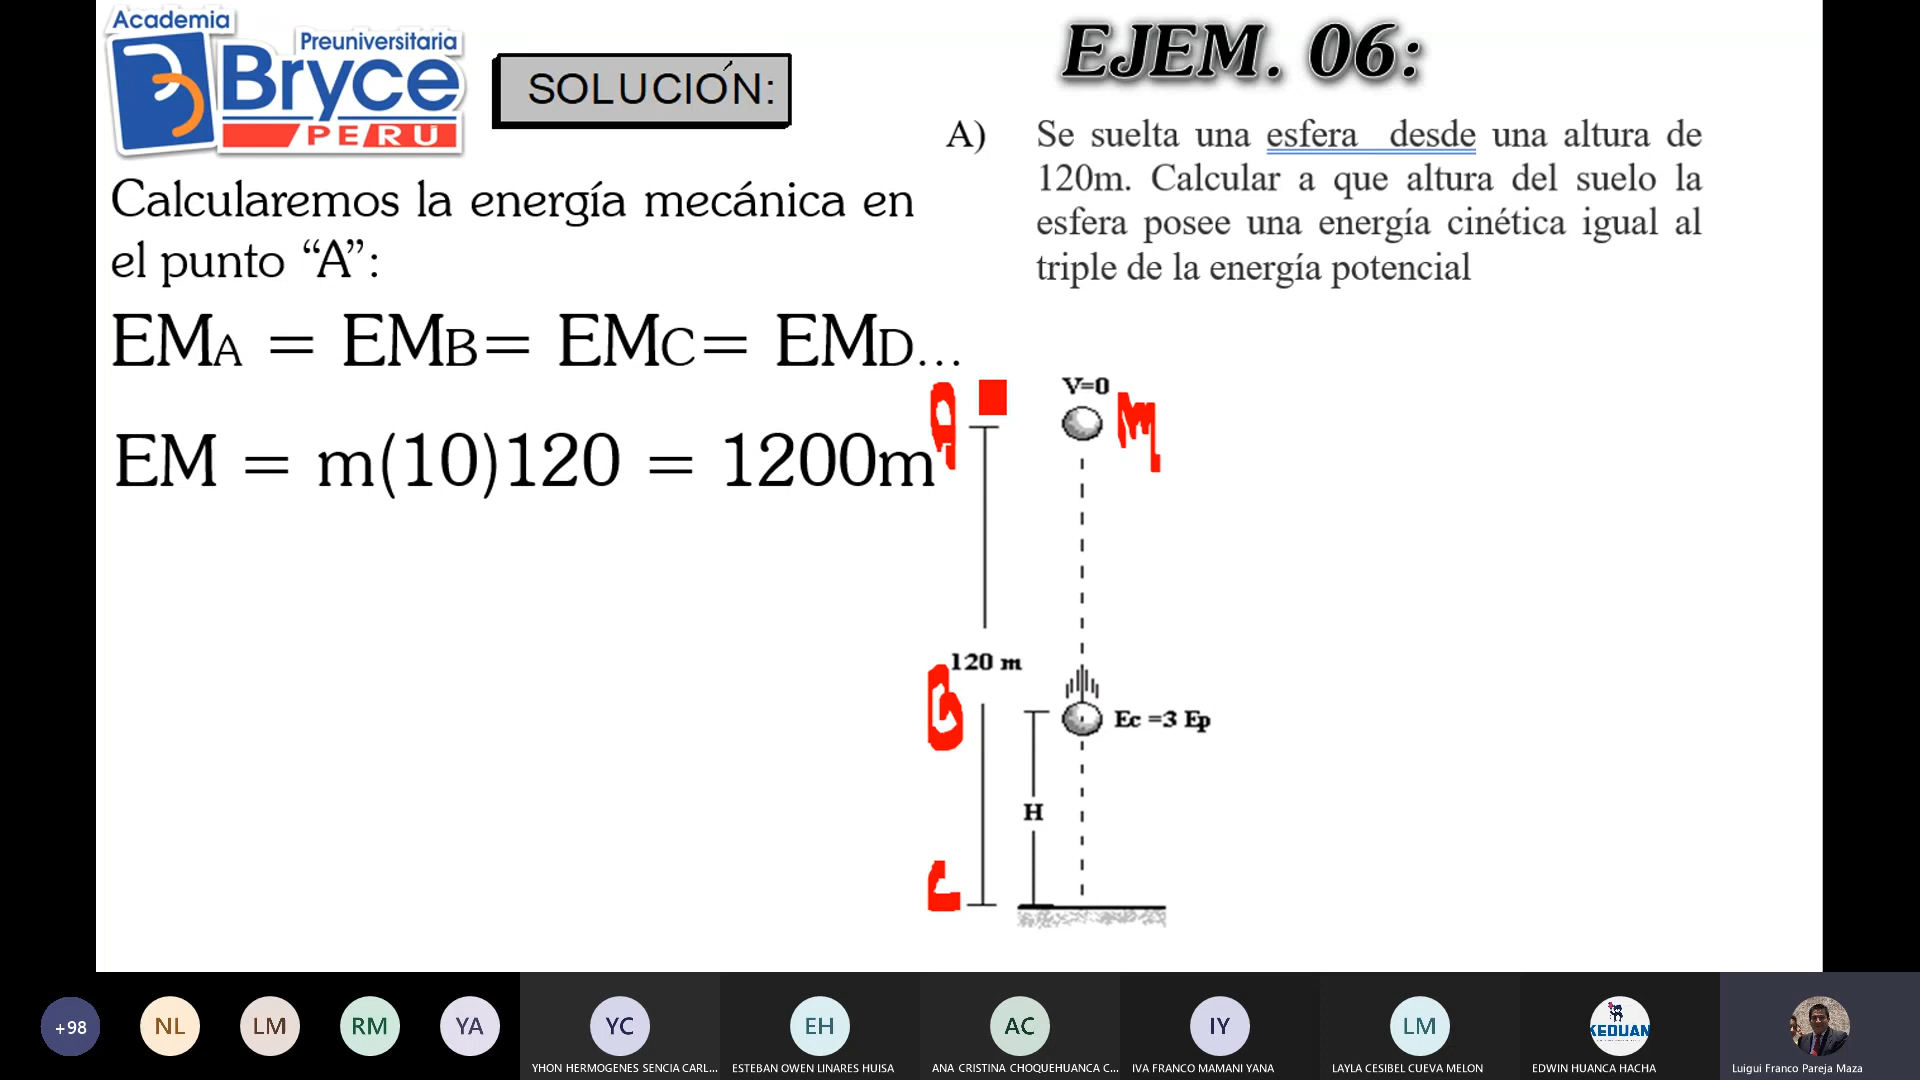 Academia
Preuniversitaria
Bryce
PERÚ
SOLUCIÓN:
EJEM. 06:
Calcularemos la energía mecánica en
el punto “A”:
EMA = EMB= EMC= EMD...
EM = m(10)120 = 1200m
A) Se suelta una esfera desde una altura de
120m. Calcular a que altura del suelo la
esfera posee una energía cinética igual al
triple de la energía potencial
V=0
A
M
120 m
B
Ec =3 Ep
H
C
+98
NL
LM
RM
YA
YC
EH
AC
IY
LM
KEDUAN
YHON HERMOGENES SENCIA CARL...
ESTEBAN OWEN LINARES HUISA
ANA CRISTINA CHOQUEHUANCA C...
IVA FRANCO MAMANI YANA
LAYLA CESIBEL CUEVA MELON
EDWIN HUANCA HACHA
Luigui Franco Pareja Maza